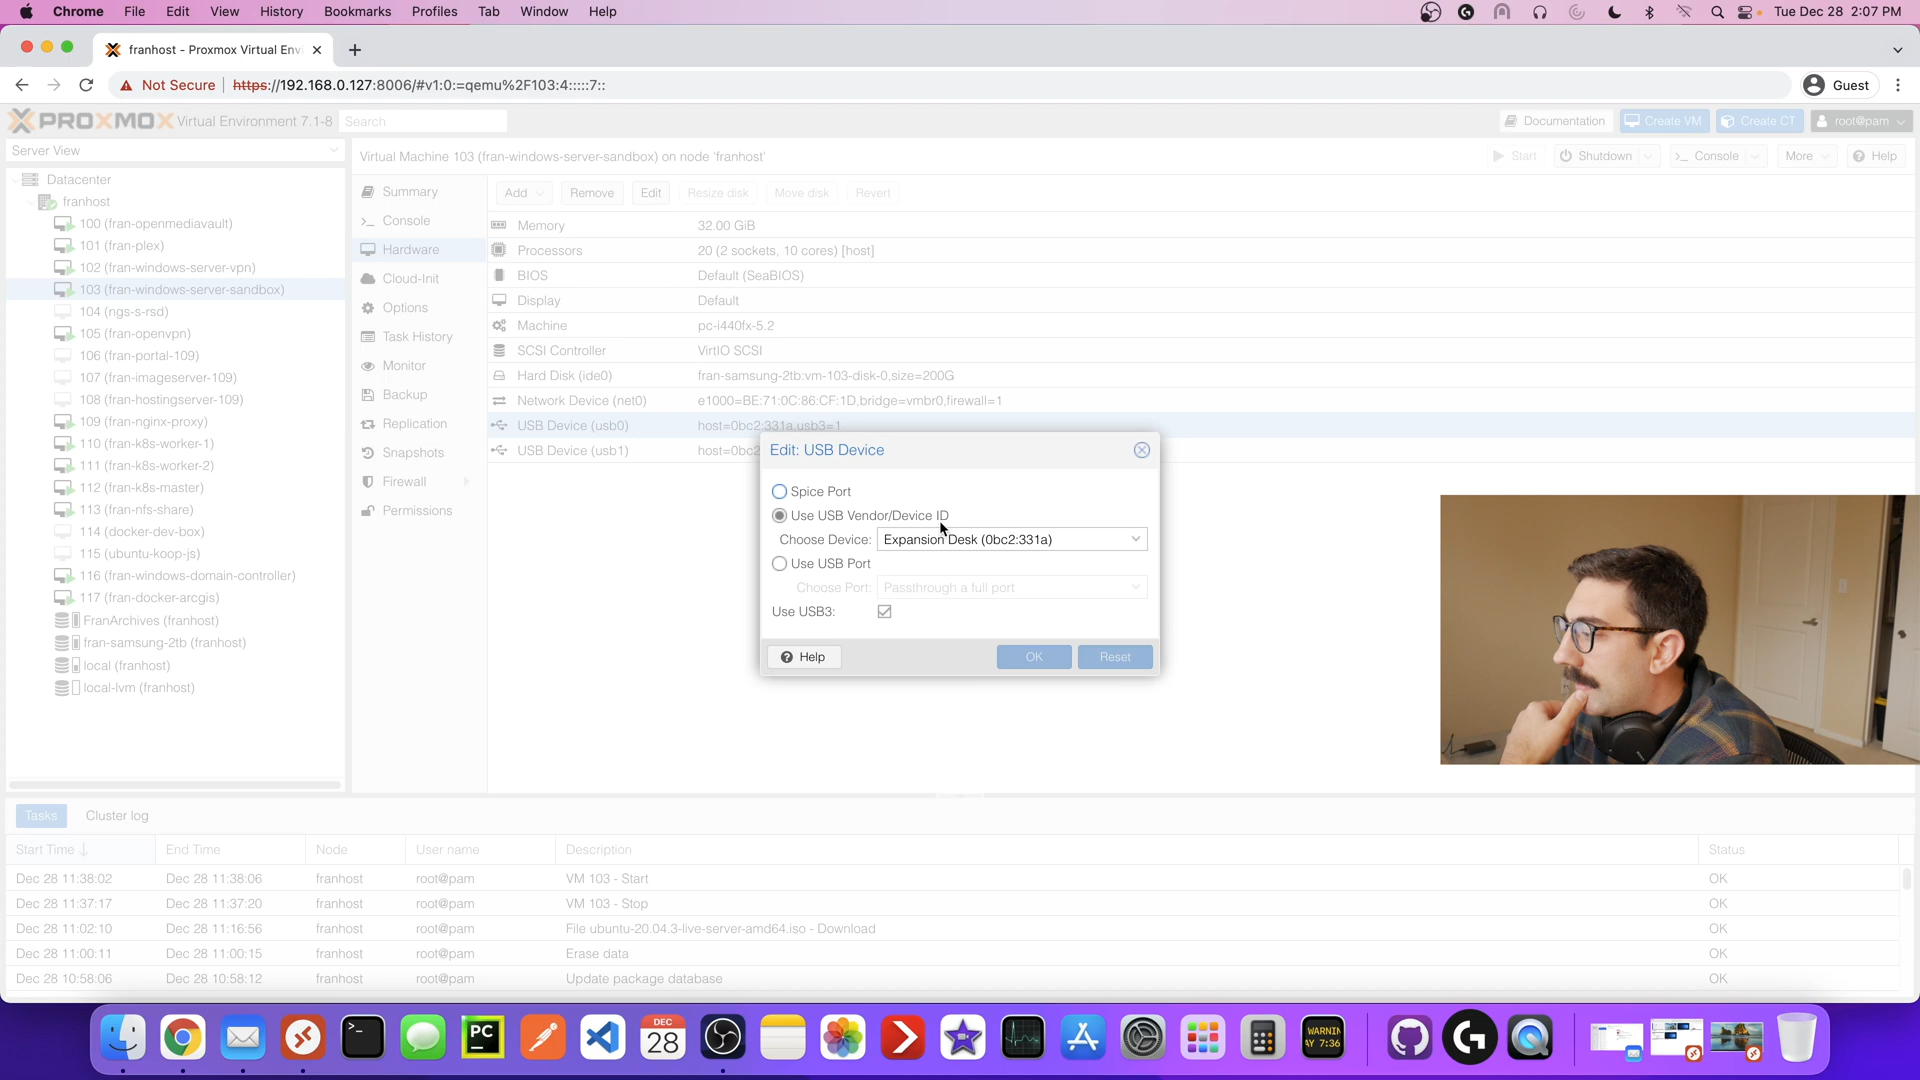 Chrome File Edit View History Bookmarks Profiles Tab Window Help Tue Dec 28 2:07 PM
franhost - Proxmox Virtual Env
Not Secure https://192.168.0.127:8006/#v1:0:=qemu%2F103:4:::::7:: Guest
PROXMOX Virtual Environment 7.1-8 Search Documentation Create VM Create CT root@pam
Server View
Virtual Machine 103 (fran-windows-server-sandbox) on node 'franhost' Start Shutdown Console More Help
Datacenter
franhost
100 (fran-openmediavault)
101 (fran-plex)
102 (fran-windows-server-vpn)
103 (fran-windows-server-sandbox)
104 (ngs-s-rsd)
105 (fran-openvpn)
106 (fran-portal-109)
107 (fran-imageserver-109)
108 (fran-hostingserver-109)
109 (fran-nginx-proxy)
110 (fran-k8s-worker-1)
111 (fran-k8s-worker-2)
112 (fran-k8s-master)
113 (fran-nfs-share)
114 (docker-dev-box)
115 (ubuntu-koop-js)
116 (fran-windows-domain-controller)
117 (fran-docker-arcgis)
FranArchives (franhost)
fran-samsung-2tb (franhost)
local (franhost)
local-lvm (franhost)
Summary
Console
Hardware
Cloud-Init
Options
Task History
Monitor
Backup
Replication
Snapshots
Firewall
Permissions
Add Remove Edit Resize disk Move disk Revert
Memory 32.00 GiB
Processors 20 (2 sockets, 10 cores) [host]
BIOS Default (SeaBIOS)
Display Default
Machine pc-i440fx-5.2
SCSI Controller VirtIO SCSI
Hard Disk (ide0) fran-samsung-2tb:vm-103-disk-0,size=200G
Network Device (net0) e1000=BE:71:0C:86:CF:1D,bridge=vmbr0,firewall=1
USB Device (usb0) host=0bc2:331a,usb3=1
USB Device (usb1) host=0bc2
Edit: USB Device
Spice Port
Use USB Vendor/Device ID
Choose Device: Expansion Desk (0bc2:331a)
Use USB Port
Choose Port: Passthrough a full port
Use USB3:
Help OK Reset
Tasks Cluster log
Start Time End Time Node User name Description Status
Dec 28 11:38:02 Dec 28 11:38:06 franhost root@pam VM 103 - Start OK
Dec 28 11:37:17 Dec 28 11:37:20 franhost root@pam VM 103 - Stop OK
Dec 28 11:02:10 Dec 28 11:16:56 franhost root@pam File ubuntu-20.04.3-live-server-amd64.iso - Download OK
Dec 28 11:00:11 Dec 28 11:00:15 franhost root@pam Erase data OK
Dec 28 10:58:06 Dec 28 10:58:12 franhost root@pam Update package database OK
PC
DEC
28
WARNIN
AY 7:36